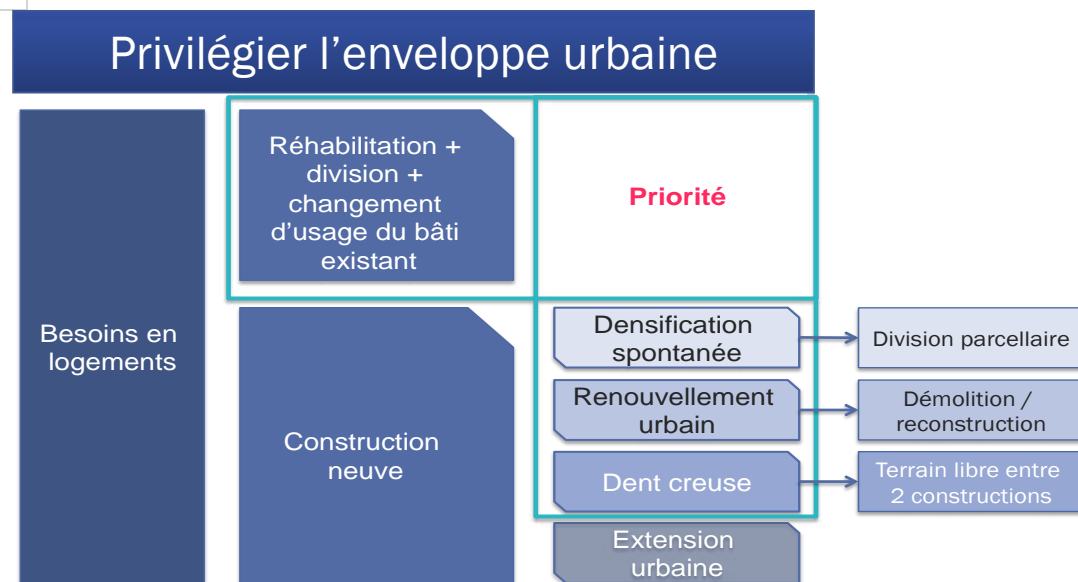 Privilégier l’enveloppe urbaine
Besoins en
logements
Réhabilitation +
division +
changement
d’usage du bâti
existant
Priorité
Construction
neuve
Densification
spontanée
Division parcellaire
Renouvellement
urbain
Démolition /
reconstruction
Dent creuse
Terrain libre entre
2 constructions
Extension
urbaine